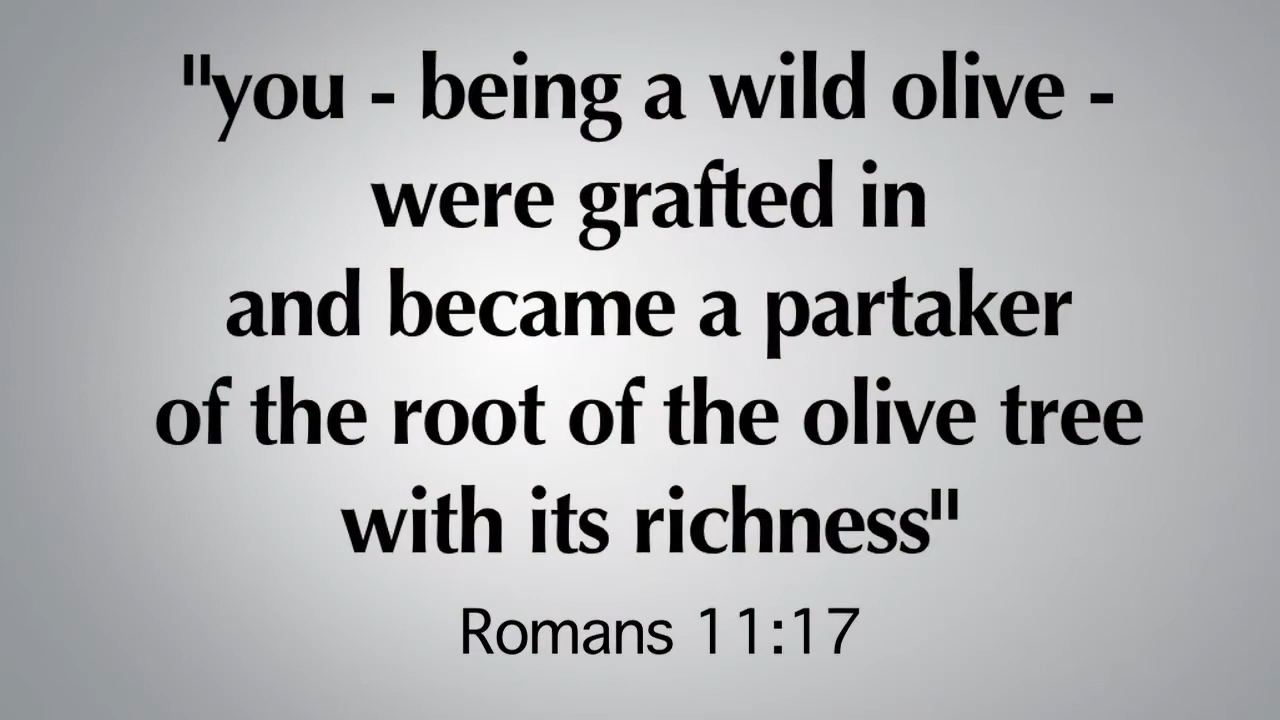 "you - being a wild olive -
were grafted in
and became a partaker
of the root of the olive tree
with its richness"
Romans 11:17